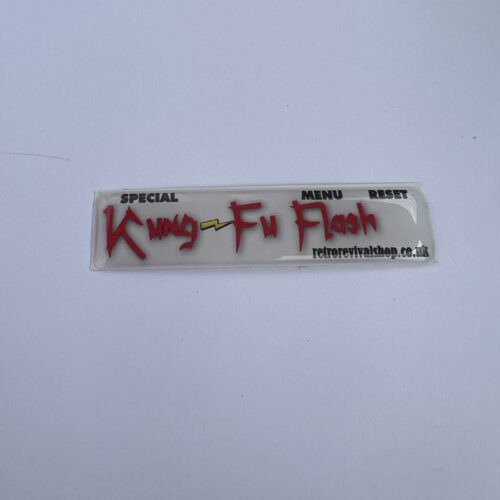 SPECIAL MENU RESET
Kung-Fu Flash
retrorevivalshop.co.uk